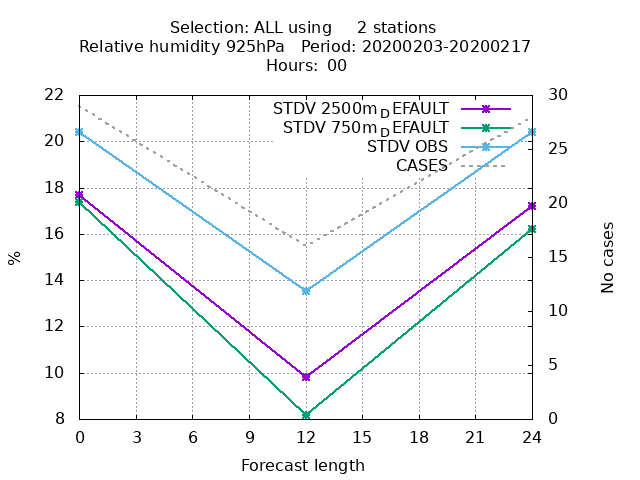 Selection: ALL using     2 stations
Relative humidity 925hPa   Period: 20200203-20200217
Hours: 00
22 30
STDV 2500m_DEFAULT
STDV 750m_DEFAULT
20 25
STDV OBS
CASES
18 20
16 15
14
12 10
10 5
8 0
%
No cases
0 3 6 9 12 15 18 21 24
Forecast length